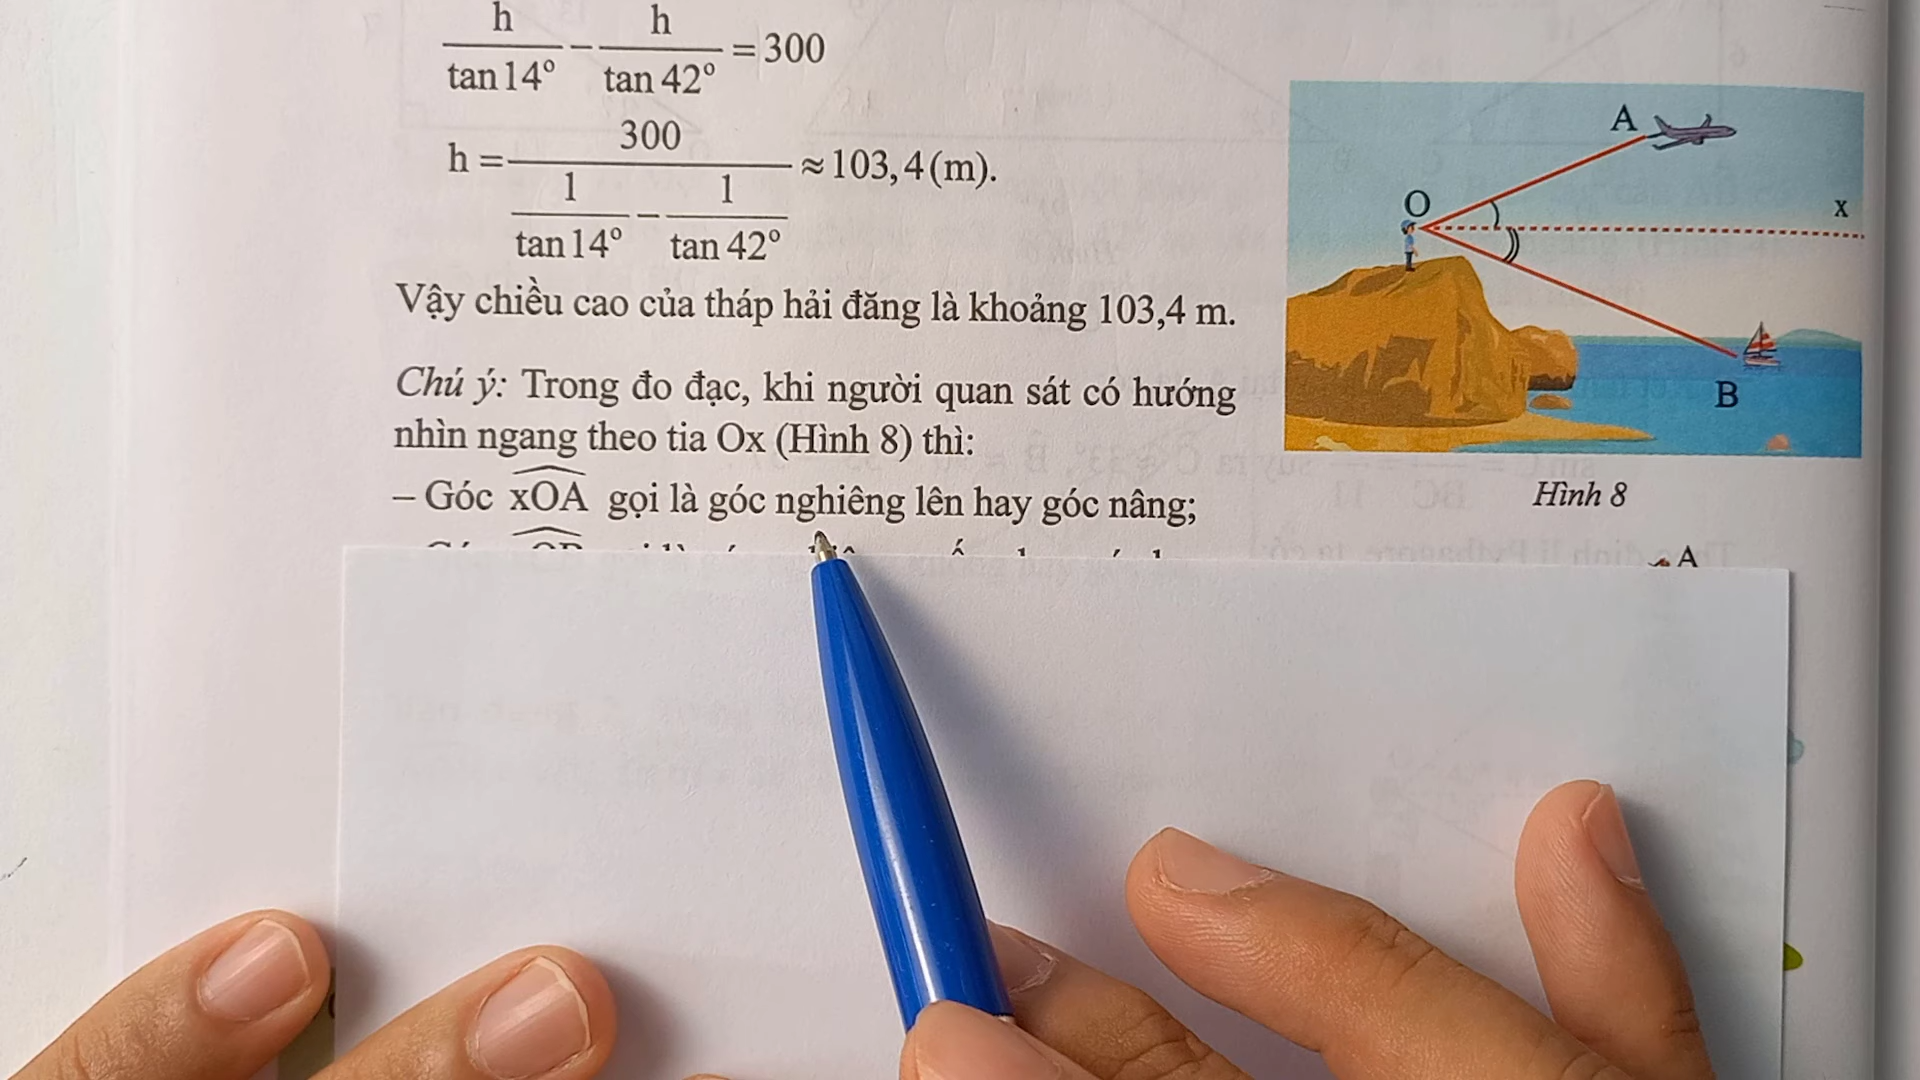 h/tan 14° − h/tan 42° = 300
h = 300/(1/tan 14° − 1/tan 42°) ≈ 103,4 (m).
Vậy chiều cao của tháp hải đăng là khoảng 103,4 m.
Chú ý: Trong đo đạc, khi người quan sát có hướng
nhìn ngang theo tia Ox (Hình 8) thì:
– Góc xOA gọi là góc nghiêng lên hay góc nâng;
A
O
x
B
Hình 8
A